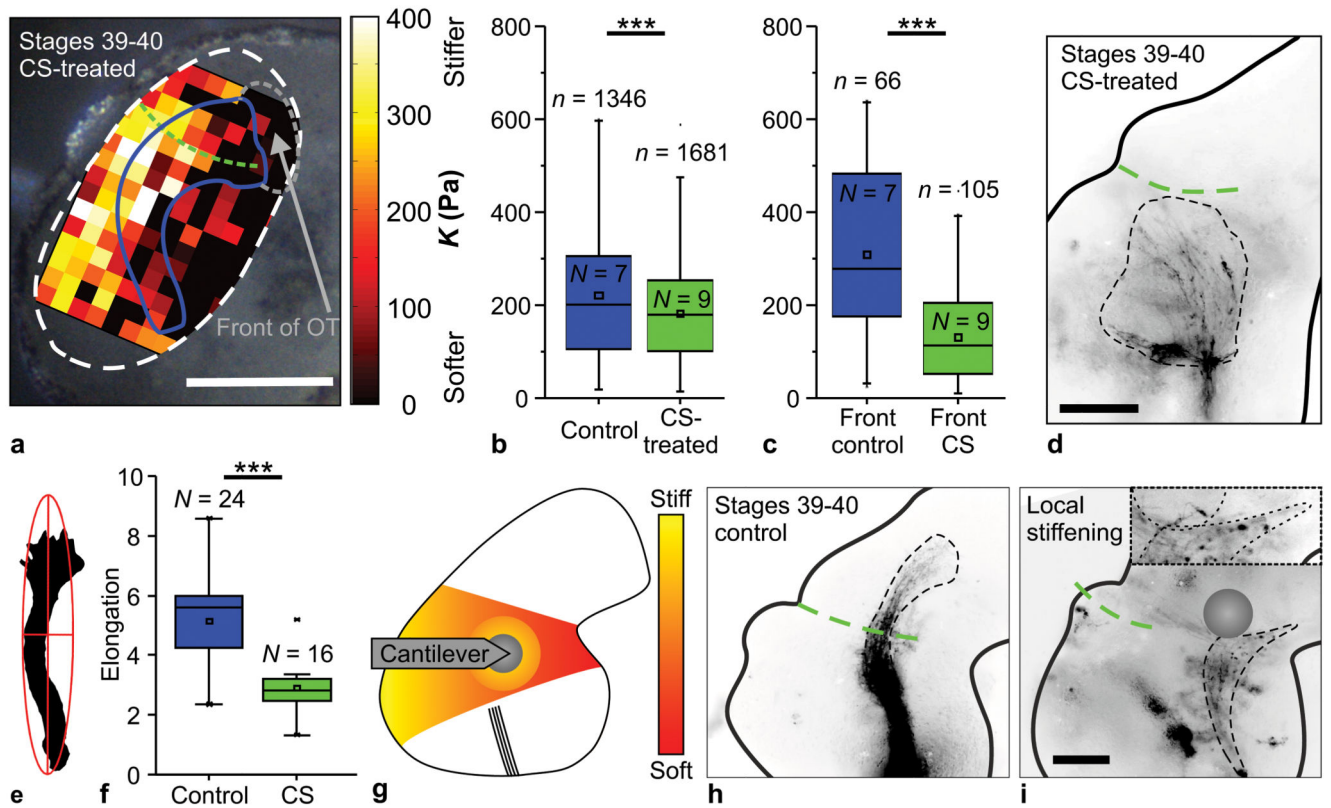 Stages 39-40
CS-treated
Front of OT
400
300
200
100
0
Stiffer
K (Pa)
Softer
a
800
600
400
200
0
***
n = 1346
n = 1681
N = 7
N = 9
Control
CS-
treated
b
800
600
400
200
0
***
n = 66
n = 105
N = 7
N = 9
Front
control
Front
CS
c
Stages 39-40
CS-treated
d
e
Elongation
10
8
6
4
2
0
***
N = 24
N = 16
Control
CS
f
Cantilever
Stiff
Soft
g
Stages 39-40
control
h
Local
stiffening
i